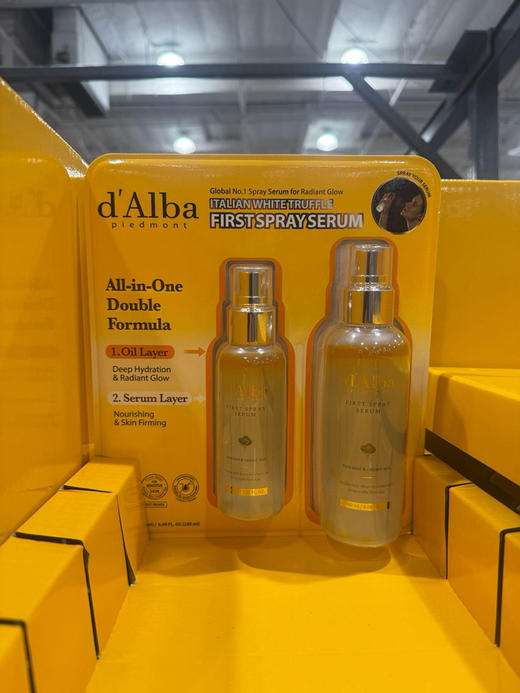 d'Alba
piedmont
Global No.1 Spray Serum for Radiant Glow
ITALIAN WHITE TRUFFLE
FIRST SPRAY SERUM
SPRAY YOUR SERUM
All-in-One
Double
Formula
1. Oil Layer
Deep Hydration
& Radiant Glow
2. Serum Layer
Nourishing
& Skin Firming
d'Alba
FIRST SPRAY
SERUM
d'Alba
FIRST SPRAY
SERUM